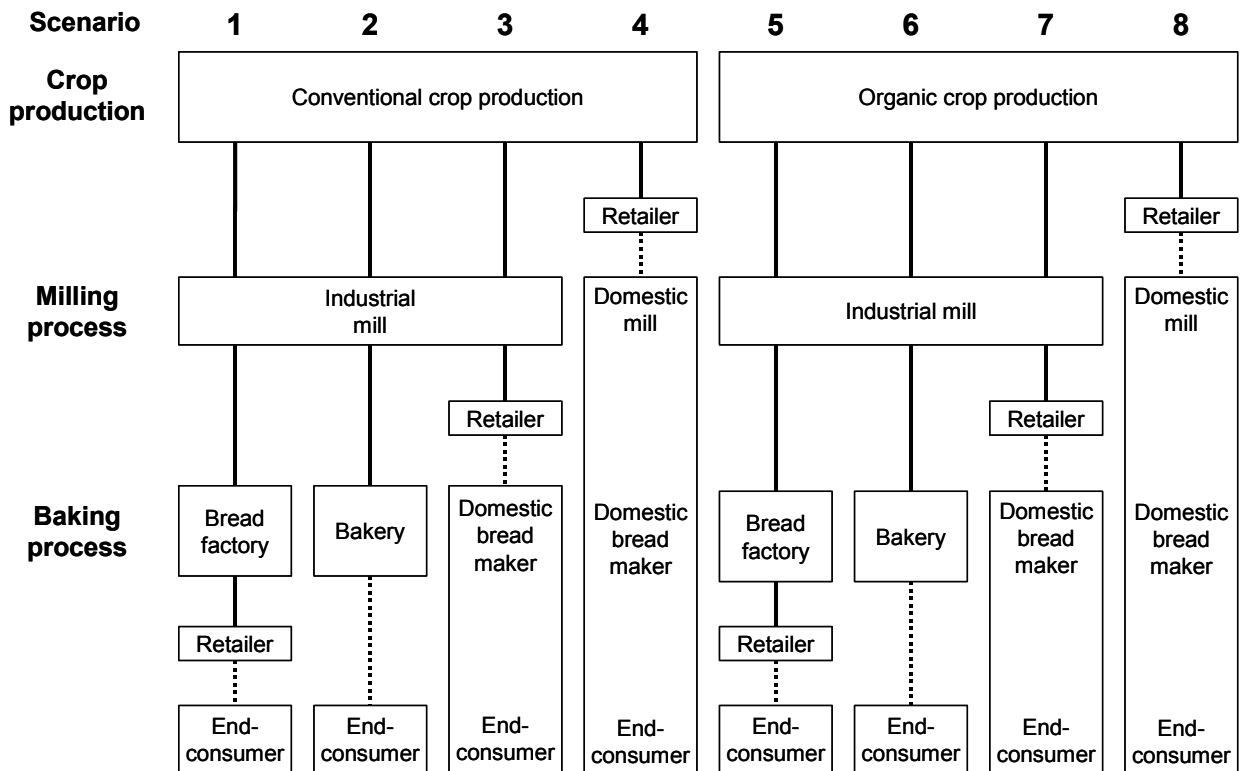 Scenario 1 2 3 4 5 6 7 8
Crop
production
Conventional crop production
Organic crop production
Retailer
Retailer
Milling
process
Industrial
mill
Domestic
mill
Industrial mill
Domestic
mill
Retailer
Retailer
Baking
process
Bread
factory
Bakery
Domestic
bread
maker
Domestic
bread
maker
Bread
factory
Bakery
Domestic
bread
maker
Domestic
bread
maker
Retailer
Retailer
End-
consumer
End-
consumer
End-
consumer
End-
consumer
End-
consumer
End-
consumer
End-
consumer
End-
consumer